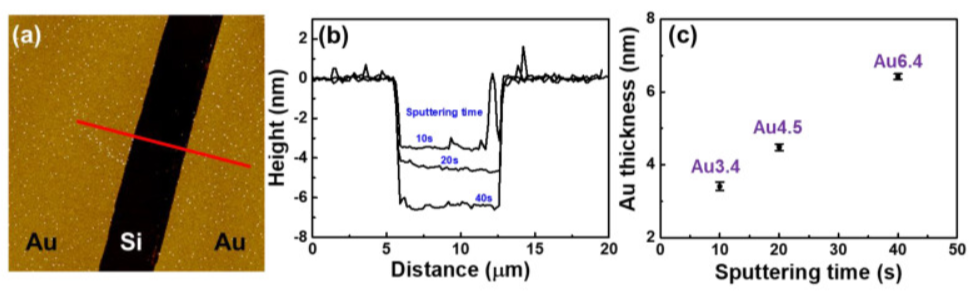 (a)
Au
Si
Au
(b)
Height (nm)
2
0
-2
-4
-6
-8
Sputtering time
10s
20s
40s
0
5
10
15
20
Distance (μm)
(c)
Au thickness (nm)
8
6
4
2
Au3.4
Au4.5
Au6.4
0
10
20
30
40
50
Sputtering time (s)